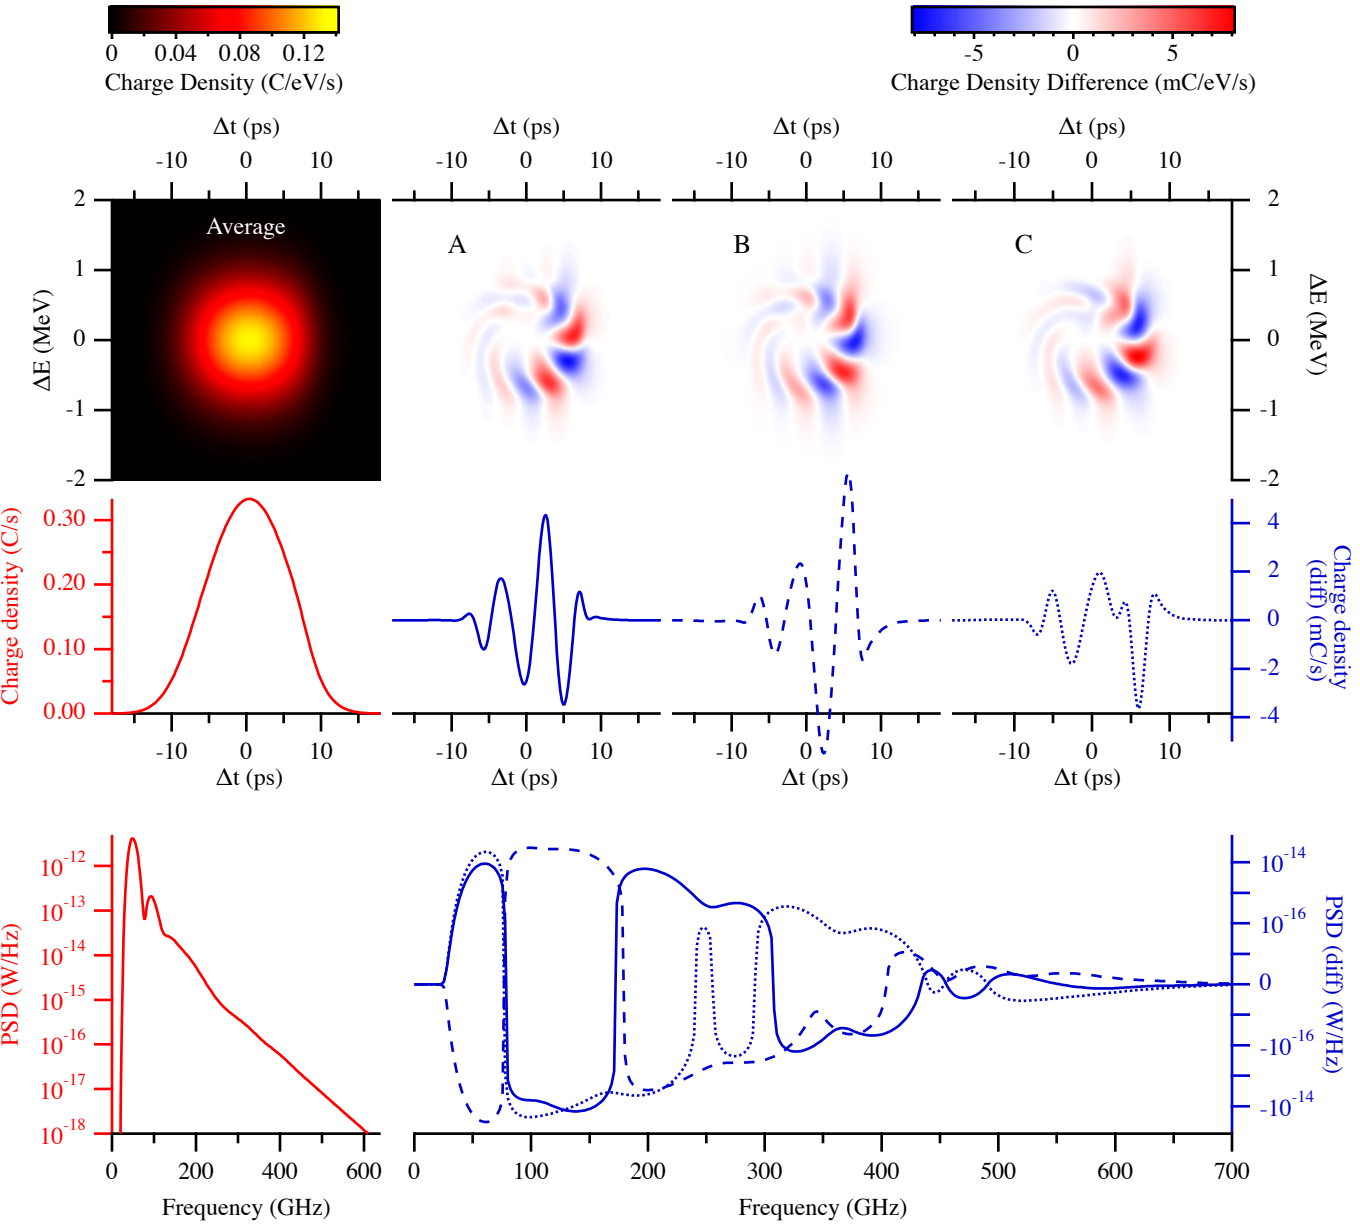 0 0.04 0.08 0.12
Charge Density (C/eV/s)
-5 0 5
Charge Density Difference (mC/eV/s)
Δt (ps) Δt (ps) Δt (ps) Δt (ps)
-10 0 10 -10 0 10 -10 0 10 -10 0 10
Average
A
B
C
ΔE (MeV)
2
1
0
-1
-2
2
1
0
-1
-2
ΔE (MeV)
Charge density (C/s)
0.30
0.20
0.10
0.00
4
2
0
-2
-4
Charge density
(diff) (mC/s)
-10 0 10 -10 0 10 -10 0 10 -10 0 10
Δt (ps) Δt (ps) Δt (ps) Δt (ps)
PSD (W/Hz)
10⁻¹²
10⁻¹³
10⁻¹⁴
10⁻¹⁵
10⁻¹⁶
10⁻¹⁷
10⁻¹⁸
10⁻¹⁴
10⁻¹⁶
0
-10⁻¹⁶
-10⁻¹⁴
PSD (diff) (W/Hz)
0 200 400 600
Frequency (GHz)
0 100 200 300 400 500 600 700
Frequency (GHz)